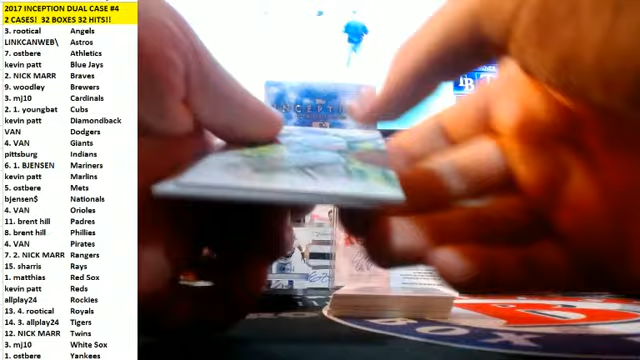 2017 INCEPTION DUAL CASE #4
2 CASES! 32 BOXES 32 HITS!!
3. rootical Angels
LINKCANWEB\ Astros
7. ostbere Athletics
kevin patt Blue Jays
2. NICK MARR Braves
9. woodley Brewers
3. mj10 Cardinals
2. 1. youngbat Cubs
kevin patt Diamondback
VAN Dodgers
4. VAN Giants
pittsburg Indians
6. 1. BJENSEN Mariners
kevin patt Marlins
5. ostbere Mets
bjensen$ Nationals
4. VAN Orioles
11. brent hill Padres
8. brent hill Phillies
4. VAN Pirates
7. 2. NICK MARR Rangers
15. sharris Rays
1. matthias Red Sox
kevin patt Reds
allplay24 Rockies
13. 4. rootical Royals
14. 3. allplay24 Tigers
12. NICK MARR Twins
3. mj10 White Sox
1. ostbere Yankees
INCEPTION
BOX